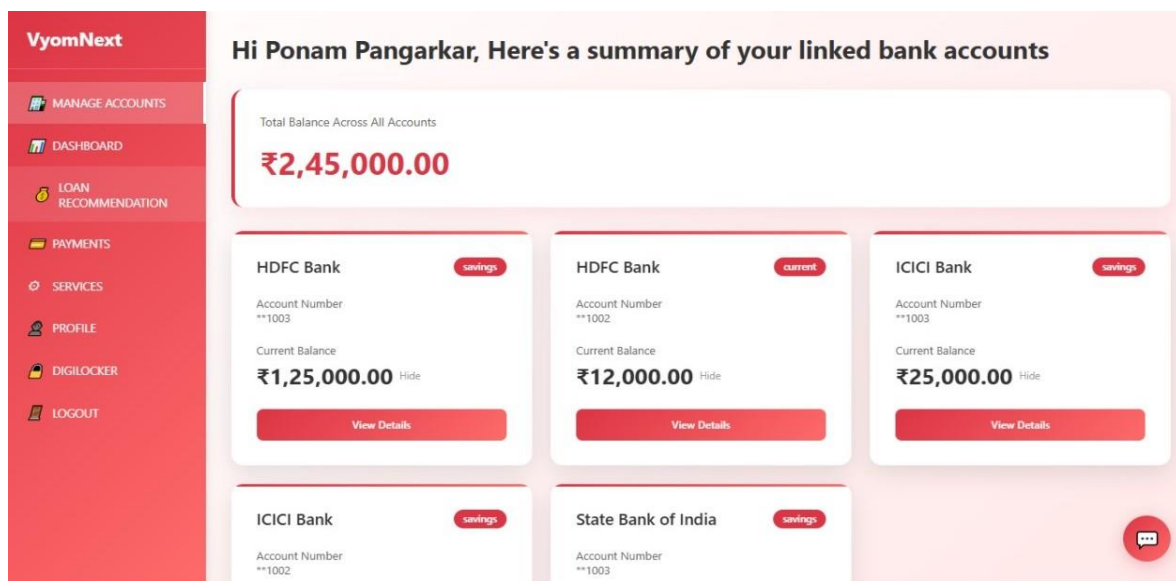 VyomNext
MANAGE ACCOUNTS
DASHBOARD
LOAN
RECOMMENDATION
PAYMENTS
SERVICES
PROFILE
DIGILOCKER
LOGOUT
Hi Ponam Pangarkar, Here's a summary of your linked bank accounts
Total Balance Across All Accounts
₹2,45,000.00
HDFC Bank savings
Account Number
**1003
Current Balance
₹1,25,000.00 Hide
View Details
HDFC Bank current
Account Number
**1002
Current Balance
₹12,000.00 Hide
View Details
ICICI Bank savings
Account Number
**1003
Current Balance
₹25,000.00 Hide
View Details
ICICI Bank savings
Account Number
**1002
State Bank of India savings
Account Number
**1003